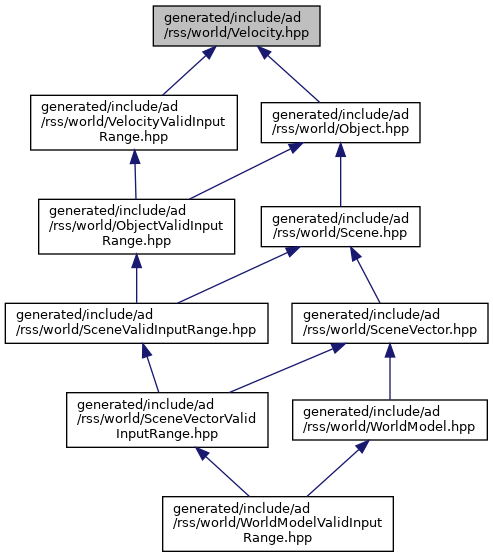 generated/include/ad
/rss/world/Velocity.hpp
generated/include/ad
/rss/world/VelocityValidInput
Range.hpp
generated/include/ad
/rss/world/Object.hpp
generated/include/ad
/rss/world/ObjectValidInput
Range.hpp
generated/include/ad
/rss/world/Scene.hpp
generated/include/ad
/rss/world/SceneValidInputRange.hpp
generated/include/ad
/rss/world/SceneVector.hpp
generated/include/ad
/rss/world/SceneVectorValid
InputRange.hpp
generated/include/ad
/rss/world/WorldModel.hpp
generated/include/ad
/rss/world/WorldModelValidInput
Range.hpp